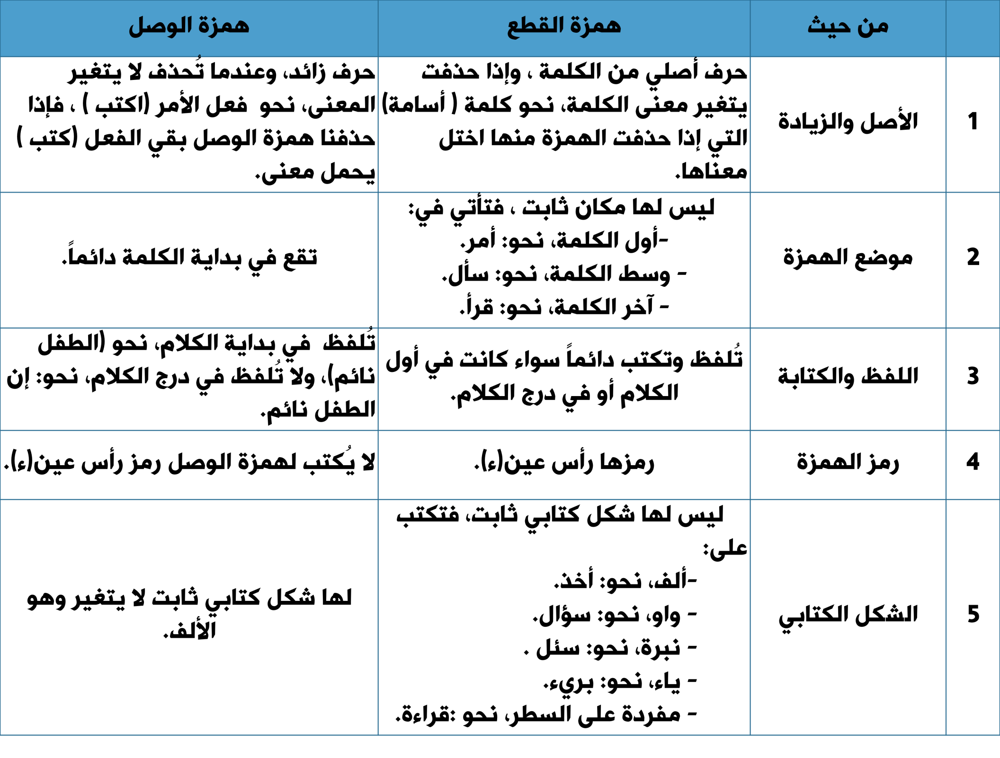 من حيث
همزة القطع
همزة الوصل
1
الأصل والزيادة
حرف أصلي من الكلمة ، وإذا حذفت
يتغير معنى الكلمة، نحو كلمة ( أسامة)
التي إذا حذفت الهمزة منها اختل
معناها.
حرف زائد، وعندما تُحذف لا يتغير
المعنى، نحو فعل الأمر (اكتب ) ، فإذا
حذفنا همزة الوصل بقي الفعل (كتب )
يحمل معنى.
2
موضع الهمزة
ليس لها مكان ثابت ، فتأتي في:
-أول الكلمة، نحو: أمر.
- وسط الكلمة، نحو: سأل.
- آخر الكلمة، نحو: قرأ.
تقع في بداية الكلمة دائماً.
3
اللفظ والكتابة
تُلفظ وتكتب دائماً سواء كانت في أول
الكلام أو في درج الكلام.
تُلفظ في بداية الكلام، نحو (الطفل
نائم)، ولا تُلفظ في درج الكلام، نحو: إن
الطفل نائم.
4
رمز الهمزة
رمزها رأس عين(ء).
لا يُكتب لهمزة الوصل رمز رأس عين(ء).
5
الشكل الكتابي
ليس لها شكل كتابي ثابت، فتكتب
على:
-ألف، نحو: أخذ.
- واو، نحو: سؤال.
- نبرة، نحو: سئل .
- ياء، نحو: بريء.
- مفردة على السطر، نحو :قراءة.
لها شكل كتابي ثابت لا يتغير وهو
الألف.